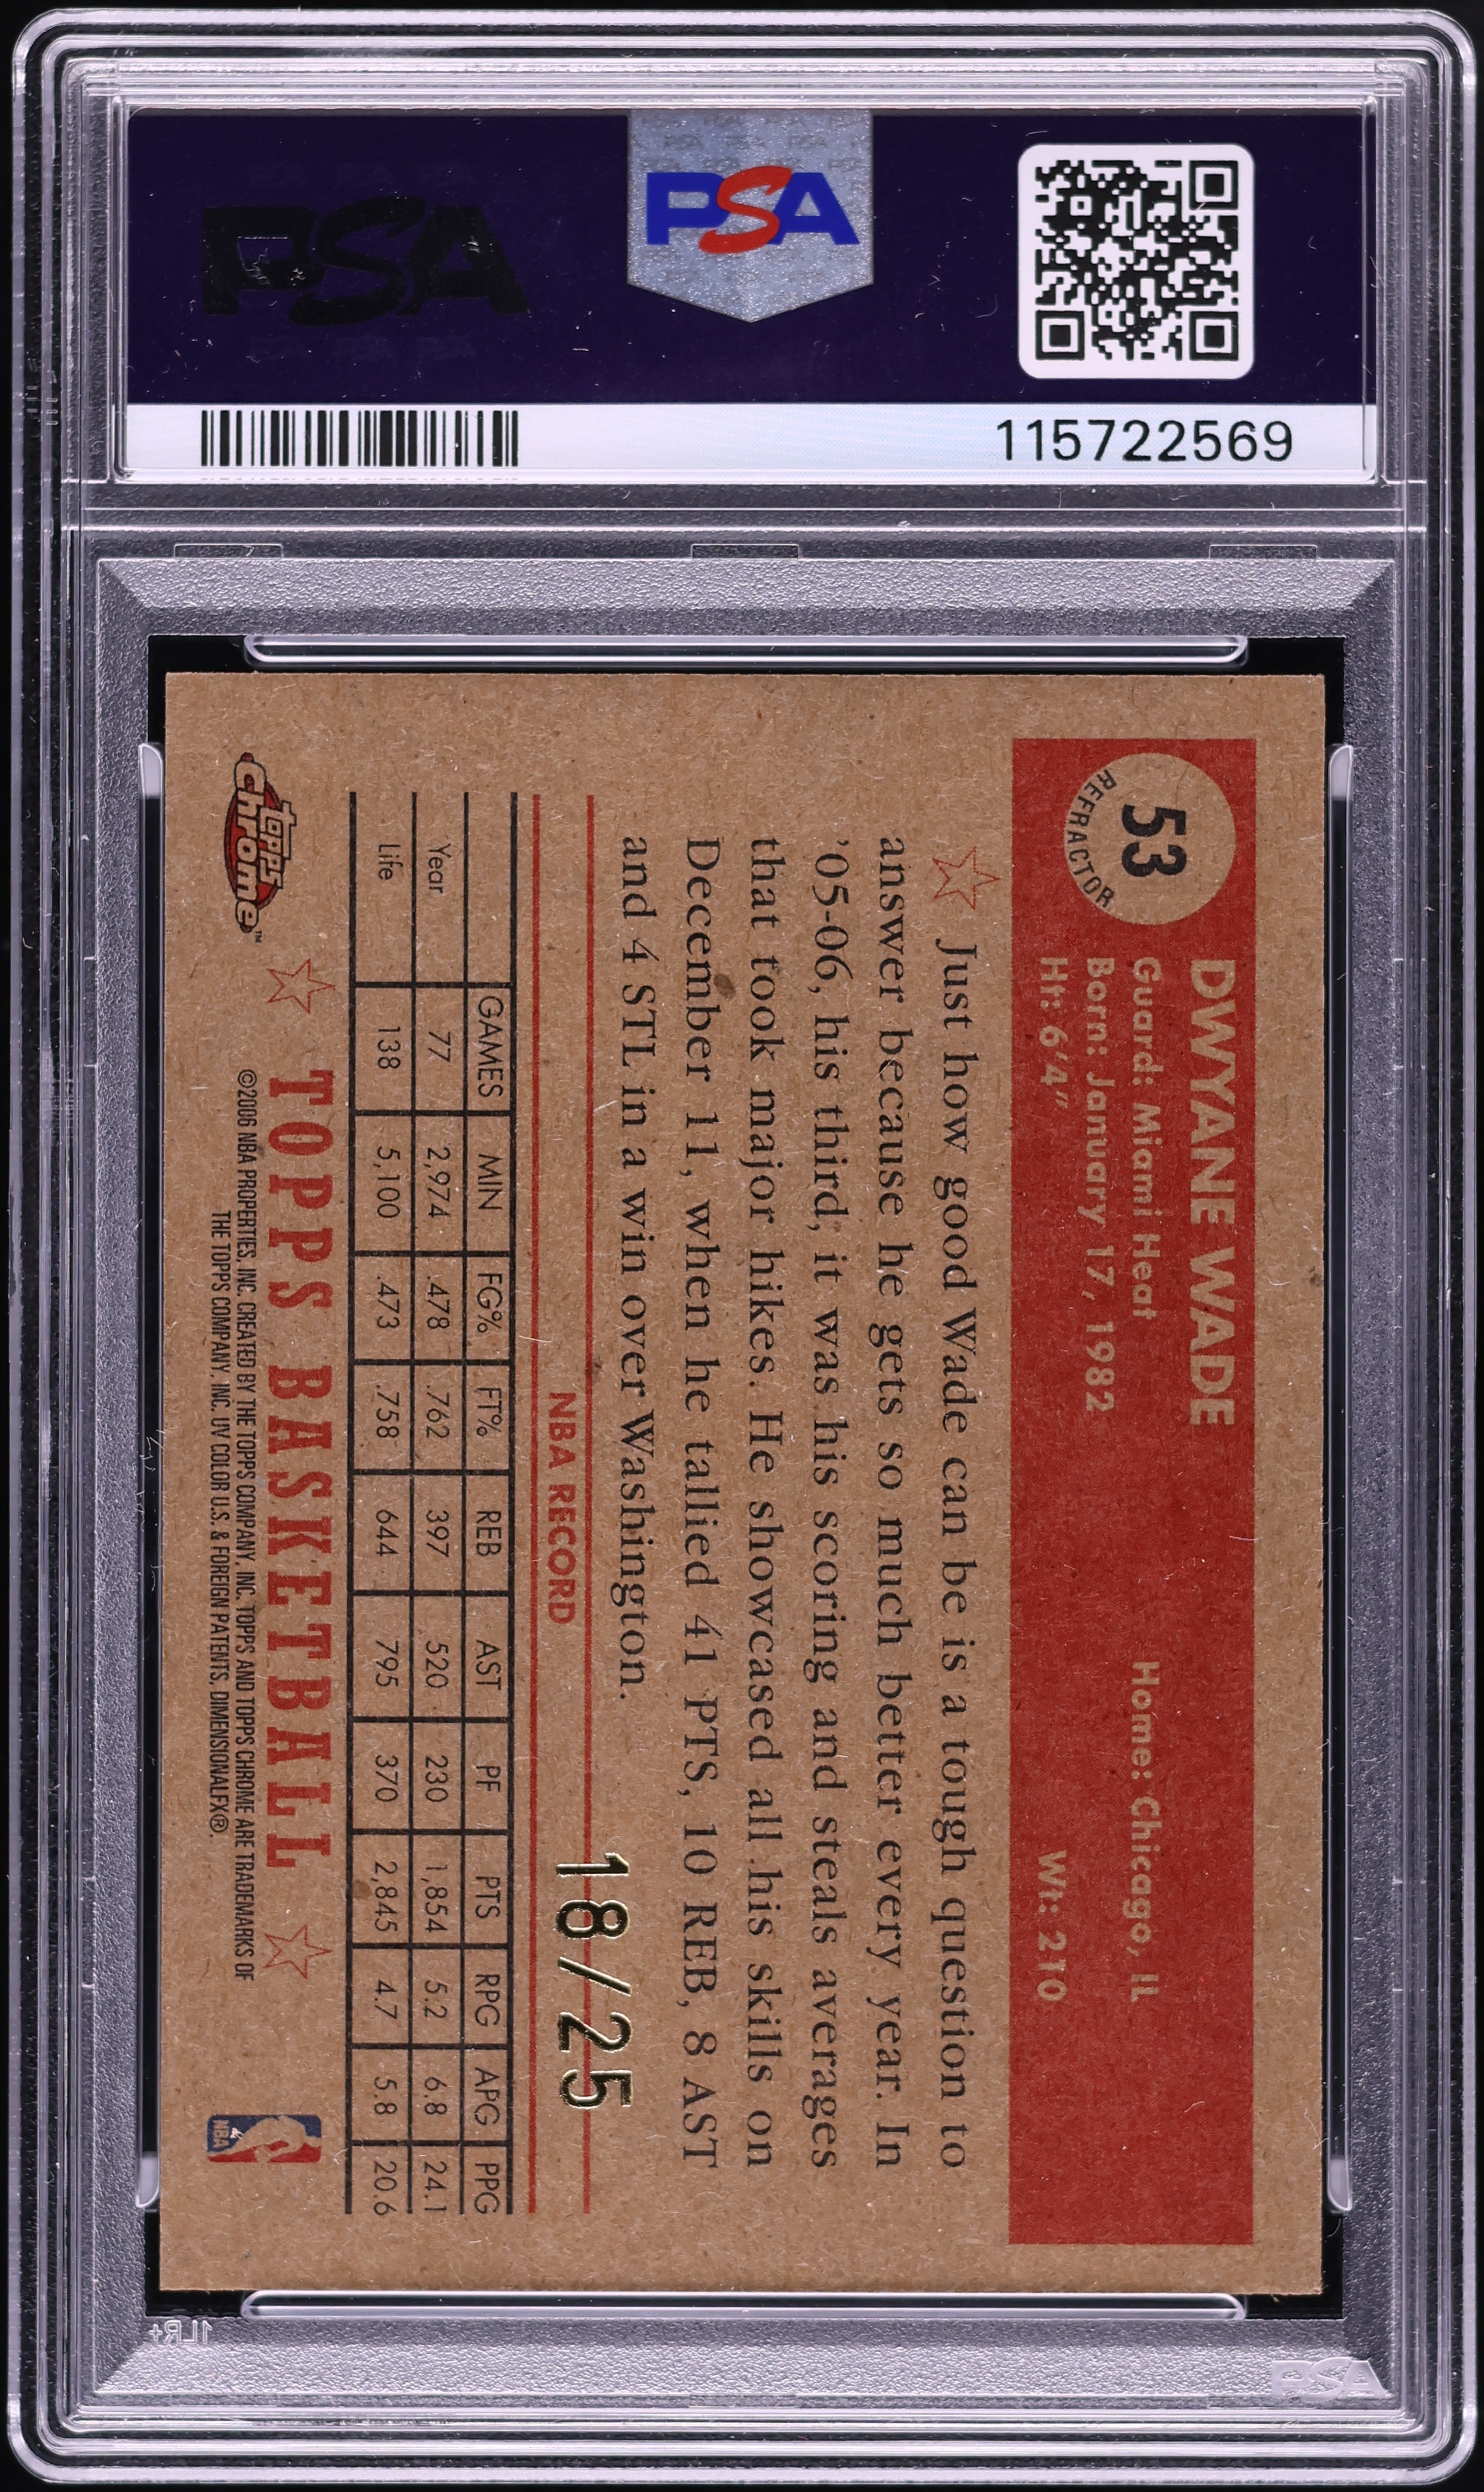 PSA
PSA
115722569
53
REFRACTOR
DWYANE WADE
Guard: Miami Heat
Home: Chicago, IL
Born: January 17, 1982
Ht: 6'4"
Wt: 210
Just how good Wade can be is a tough question to
answer because he gets so much better every year. In
'05-06, his third, it was his scoring and steals averages
that took major hikes. He showcased all his skills on
December 11, when he tallied 41 PTS, 10 REB, 8 AST
and 4 STL in a win over Washington.
18/25
NBA RECORD
GAMES MIN FG% FT% REB AST PF PTS RPG APG PPG
Year 77 2,974 .478 .762 397 520 230 1,854 5.2 6.8 24.1
Life 138 5,100 .473 .758 644 795 370 2,845 4.7 5.8 20.6
topps
Chrome™
TOPPS BASKETBALL
©2006 NBA PROPERTIES, INC. CREATED BY THE TOPPS COMPANY, INC. TOPPS AND TOPPS CHROME ARE TRADEMARKS OF
THE TOPPS COMPANY, INC. UV COLOR U.S. & FOREIGN PATENTS, DIMENSIONALFX®.
NBA
1LR+
PSA